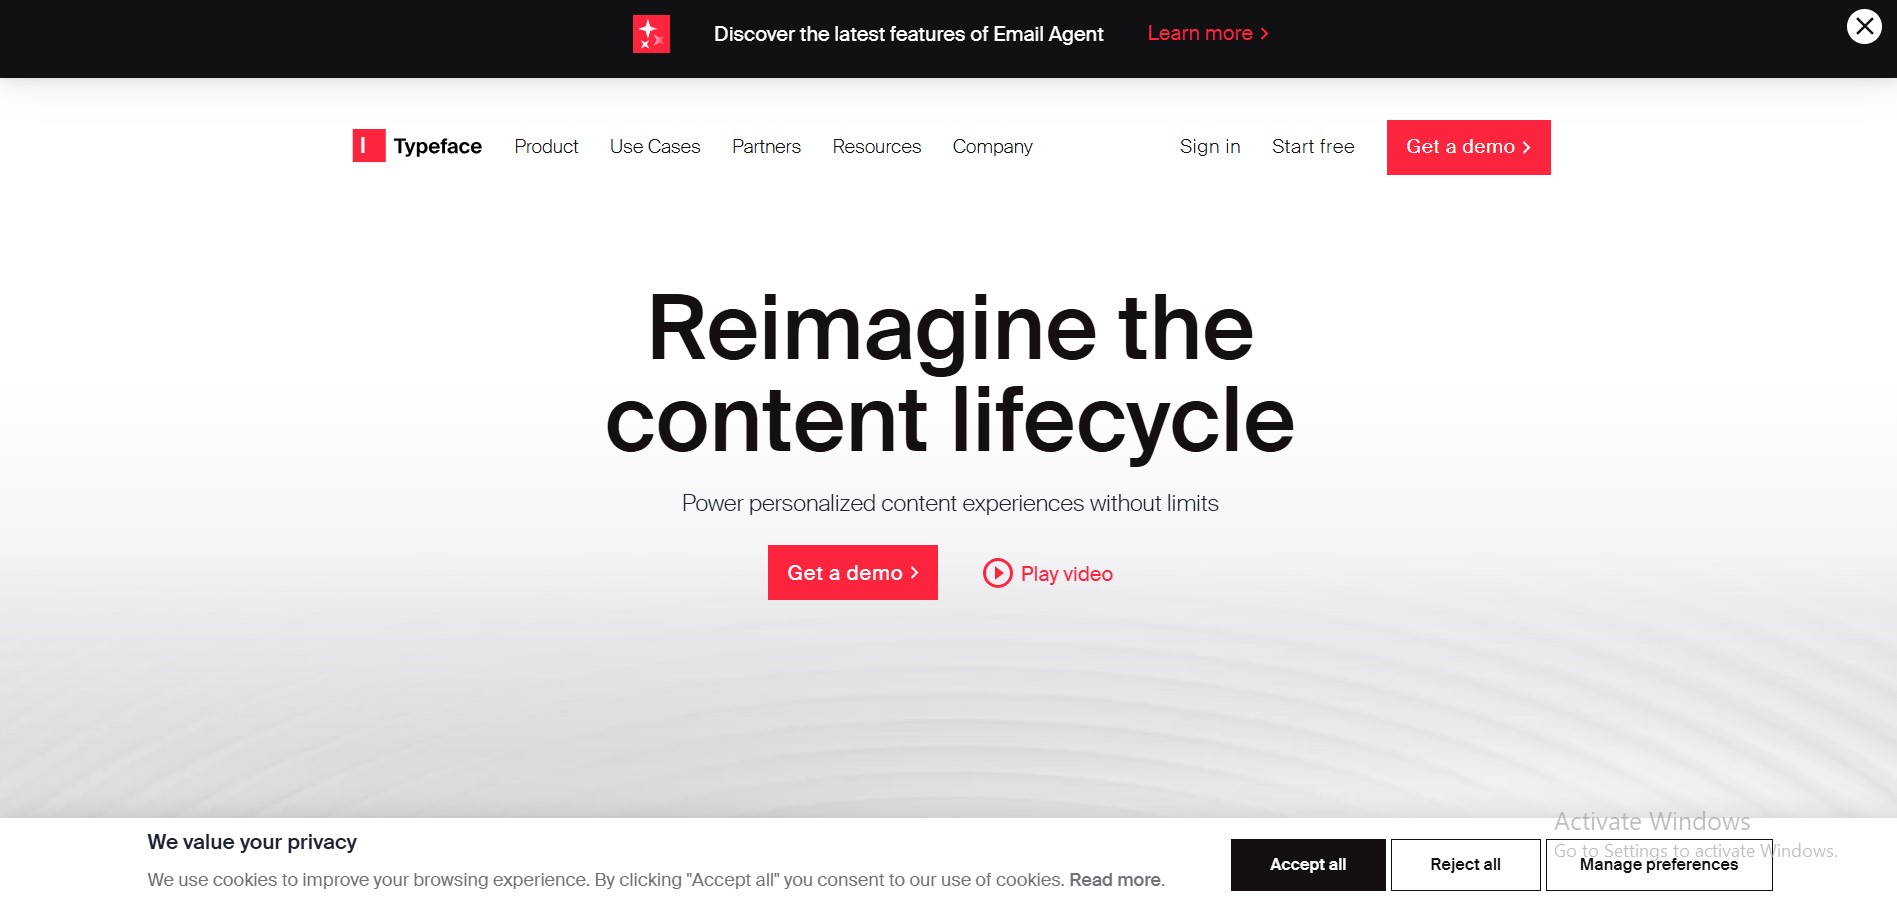 Discover the latest features of Email Agent Learn more
Typeface Product Use Cases Partners Resources Company Sign in Start free Get a demo
Reimagine the
content lifecycle
Power personalized content experiences without limits
Get a demo Play video
We value your privacy
We use cookies to improve your browsing experience. By clicking "Accept all" you consent to our use of cookies. Read more.
Accept all Reject all Manage preferences
Activate Windows
Go to Settings to activate Windows.